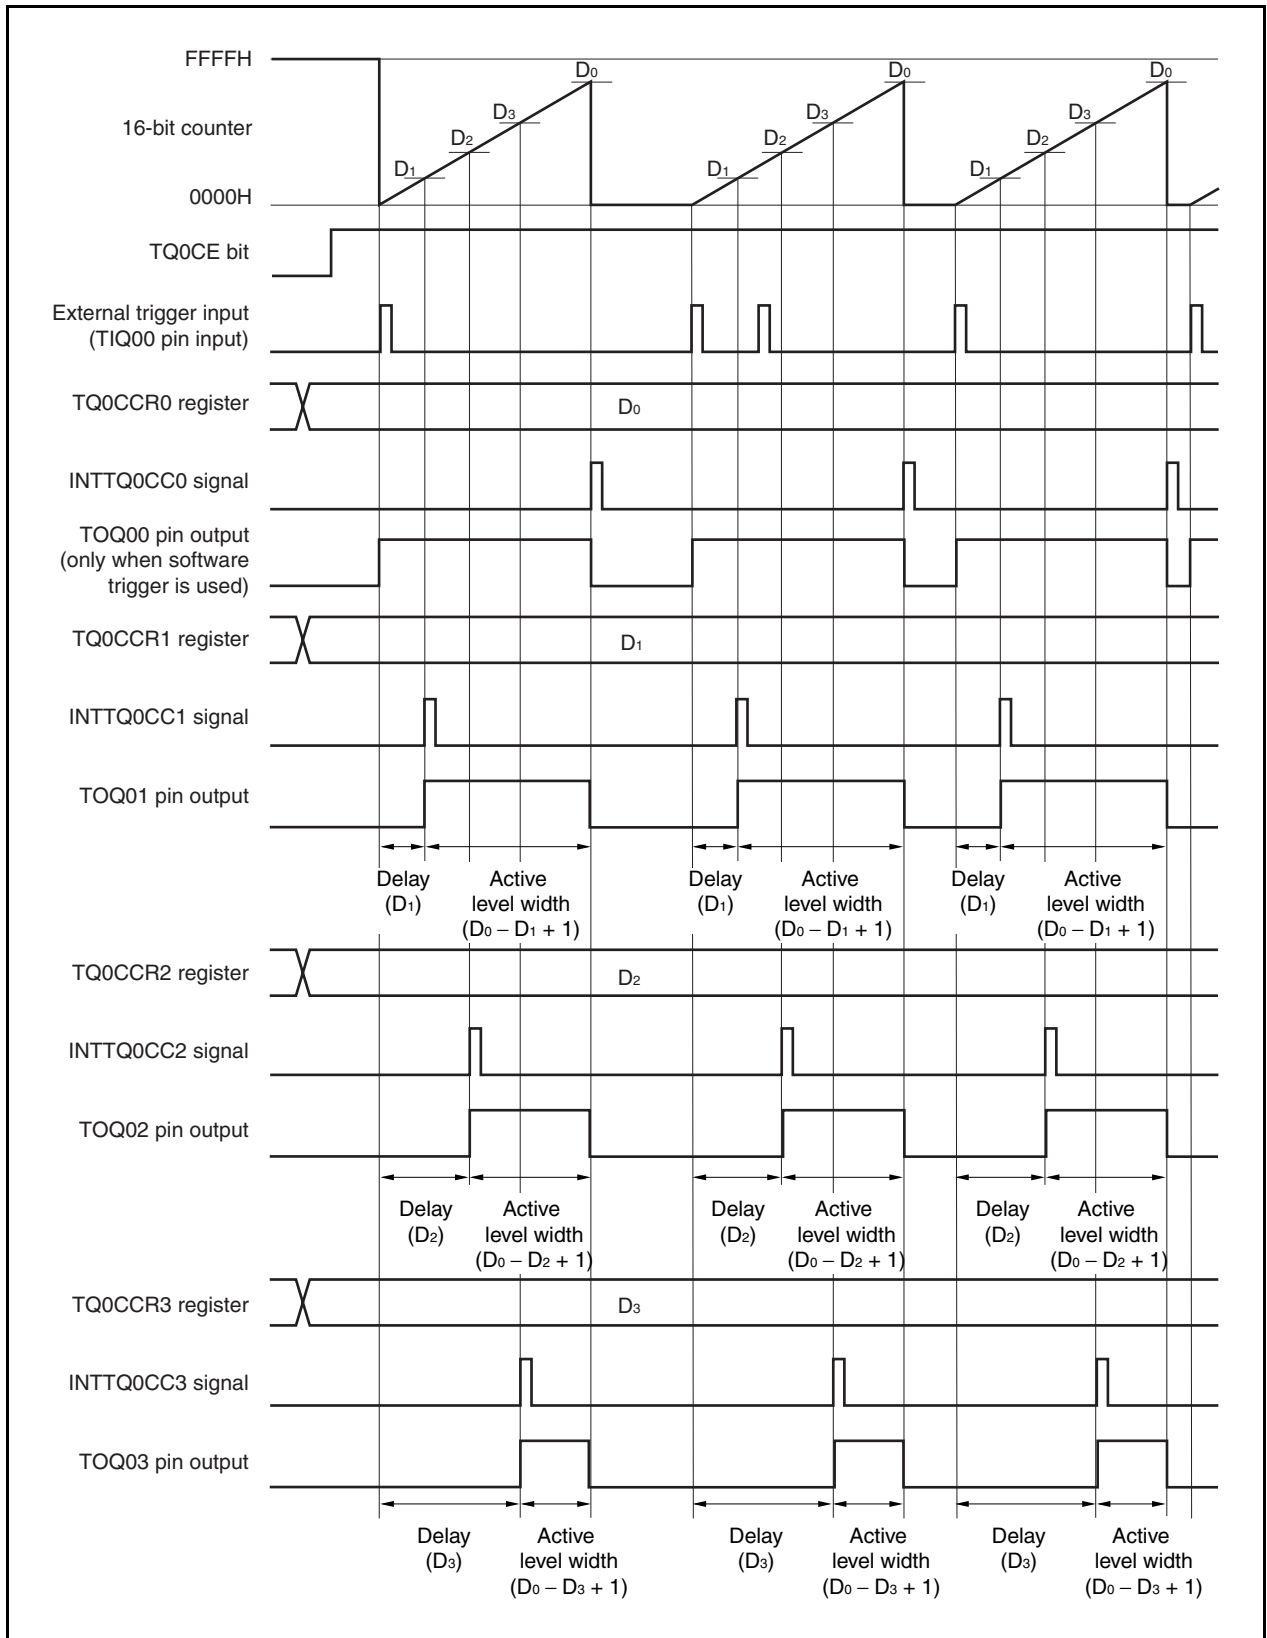 FFFFH
D0 D0 D0
D3 D3 D3
16-bit counter
D2 D2 D2
D1 D1 D1
0000H
TQ0CE bit
External trigger input
(TIQ00 pin input)
TQ0CCR0 register D0
INTTQ0CC0 signal
TOQ00 pin output
(only when software
trigger is used)
TQ0CCR1 register D1
INTTQ0CC1 signal
TOQ01 pin output
Delay Active Delay Active Delay Active
(D1) level width (D1) level width (D1) level width
(D0 – D1 + 1) (D0 – D1 + 1) (D0 – D1 + 1)
TQ0CCR2 register D2
INTTQ0CC2 signal
TOQ02 pin output
Delay Active Delay Active Delay Active
(D2) level width (D2) level width (D2) level width
(D0 – D2 + 1) (D0 – D2 + 1) (D0 – D2 + 1)
TQ0CCR3 register D3
INTTQ0CC3 signal
TOQ03 pin output
Delay Active Delay Active Delay Active
(D3) level width (D3) level width (D3) level width
(D0 – D3 + 1) (D0 – D3 + 1) (D0 – D3 + 1)